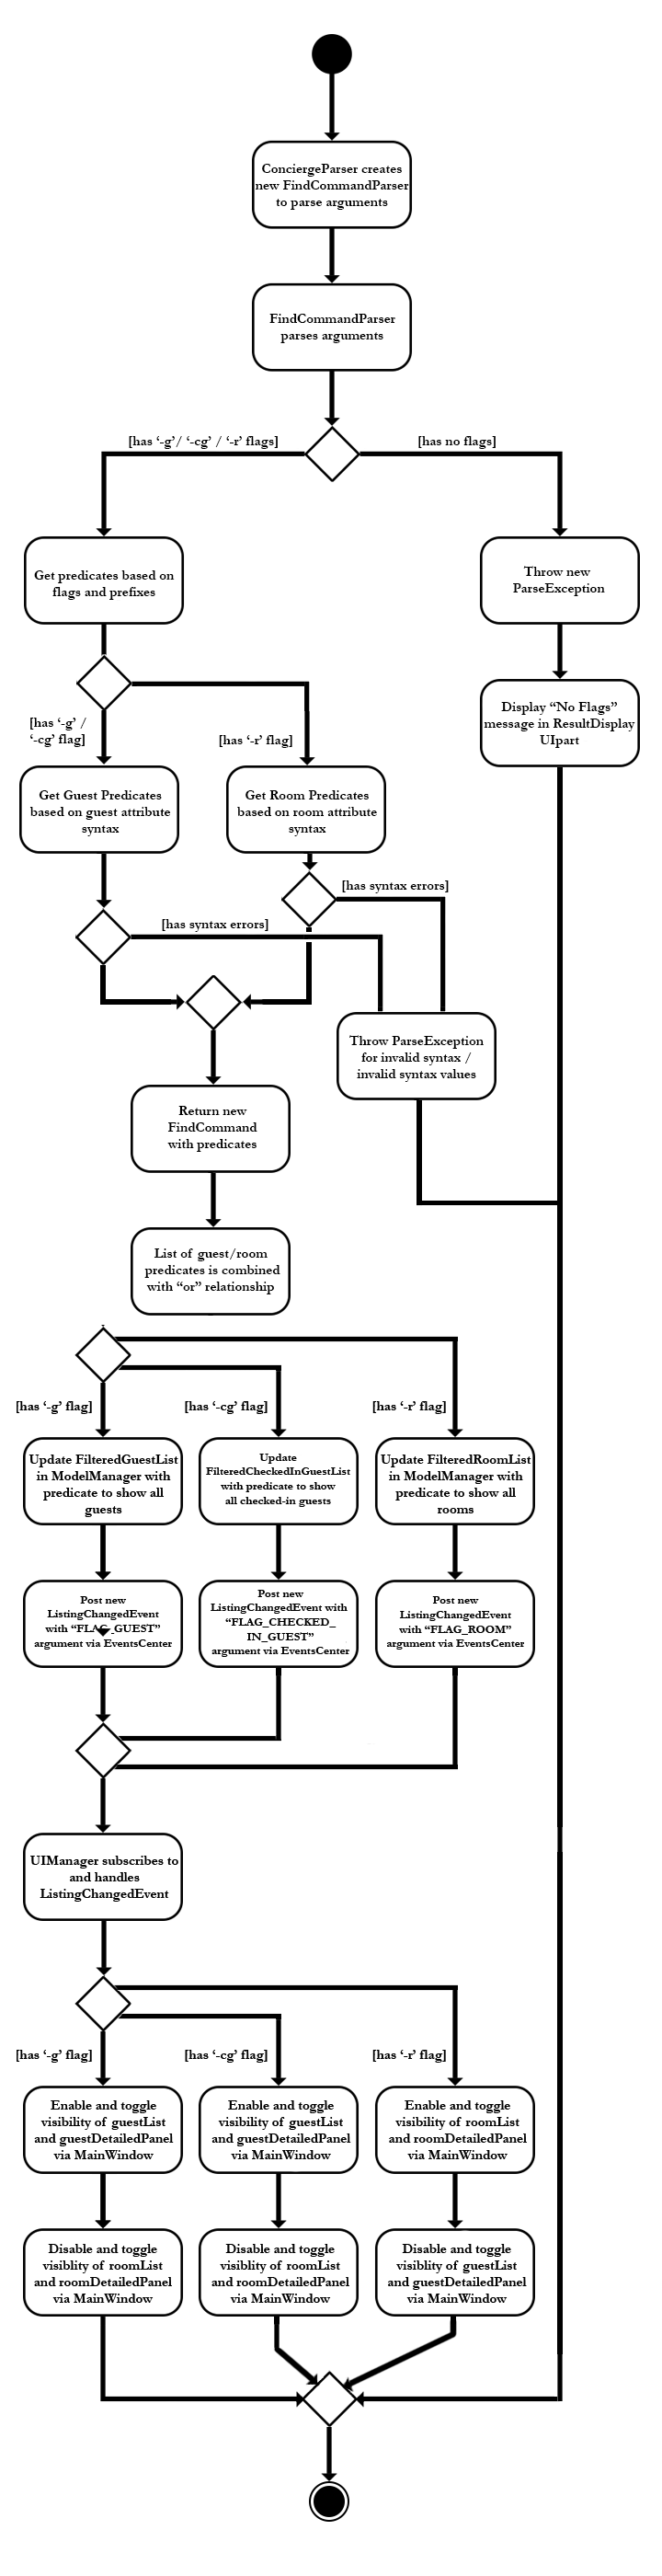 ConciergeParser creates
new FindCommandParser
to parse arguments
FindCommandParser
parses arguments
[has ‘-g’/ ‘-cg’ / ‘-r’ flags]
[has no flags]
Get predicates based on
flags and prefixes
Throw new
ParseException
[has ‘-g’ /
‘-cg’ flag]
[has ‘-r’ flag]
Display “No Flags”
message in ResultDisplay
UIpart
Get Guest Predicates
based on guest attribute
syntax
Get Room Predicates
based on room attribute
syntax
[has syntax errors]
[has syntax errors]
Throw ParseException
for invalid syntax /
invalid syntax values
Return new
FindCommand
with predicates
List of guest/room
predicates is combined
with “or” relationship
[has ‘-g’ flag]
[has ‘-cg’ flag]
[has ‘-r’ flag]
Update FilteredGuestList
in ModelManager with
predicate to show all
guests
Update
FilteredCheckedInGuestList
with predicate to show
all checked-in guests
Update FilteredRoomList
in ModelManager with
predicate to show all
rooms
Post new
ListingChangedEvent
with “FLAG_GUEST”
argument via EventsCenter
Post new
ListingChangedEvent with
“FLAG_CHECKED_
IN_GUEST”
argument via EventsCenter
Post new
ListingChangedEvent
with “FLAG_ROOM”
argument via EventsCenter
UIManager subscribes to
and handles
ListingChangedEvent
[has ‘-g’ flag]
[has ‘-cg’ flag]
[has ‘-r’ flag]
Enable and toggle
visibility of guestList
and guestDetailedPanel
via MainWindow
Enable and toggle
visibility of guestList
and guestDetailedPanel
via MainWindow
Enable and toggle
visibility of roomList
and roomDetailedPanel
via MainWindow
Disable and toggle
visiblity of roomList
and roomDetailedPanel
via MainWindow
Disable and toggle
visiblity of roomList
and roomDetailedPanel
via MainWindow
Disable and toggle
visiblity of guestList
and guestDetailedPanel
via MainWindow